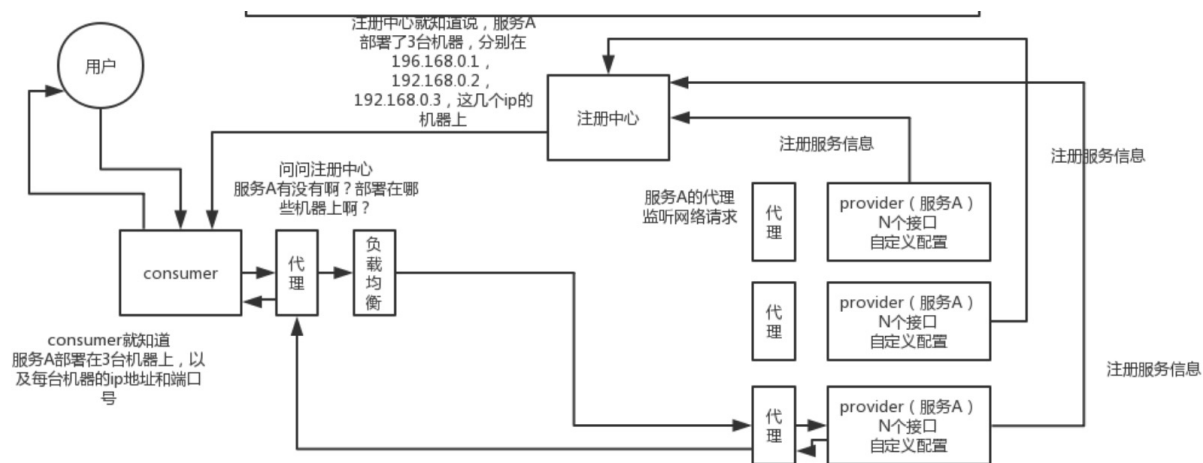 注册中心就知道说，服务A
部署了3台机器，分别在
196.168.0.1，
192.168.0.2，
192.168.0.3，这几个ip的
机器上
用户
注册中心
注册服务信息
注册服务信息
问问注册中心
服务A有没有啊？部署在哪
些机器上啊？
服务A的代理
监听网络请求
代理
provider（服务A）
N个接口
自定义配置
consumer
代理
负载均衡
代理
provider（服务A）
N个接口
自定义配置
consumer就知道
服务A部署在3台机器上，以
及每台机器的ip地址和端口
号
注册服务信息
代理
provider（服务A）
N个接口
自定义配置